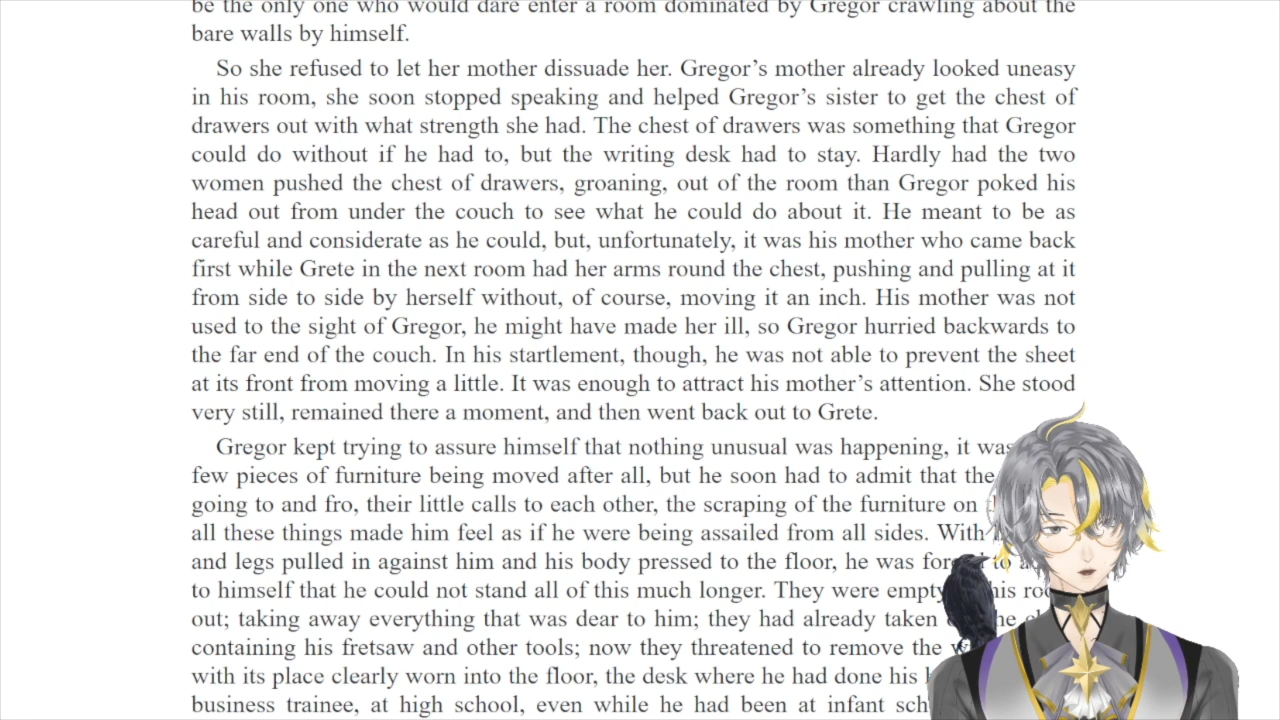 be the only one who would dare enter a room dominated by Gregor crawling about the
bare walls by himself.
So she refused to let her mother dissuade her. Gregor’s mother already looked uneasy
in his room, she soon stopped speaking and helped Gregor’s sister to get the chest of
drawers out with what strength she had. The chest of drawers was something that Gregor
could do without if he had to, but the writing desk had to stay. Hardly had the two
women pushed the chest of drawers, groaning, out of the room than Gregor poked his
head out from under the couch to see what he could do about it. He meant to be as
careful and considerate as he could, but, unfortunately, it was his mother who came back
first while Grete in the next room had her arms round the chest, pushing and pulling at it
from side to side by herself without, of course, moving it an inch. His mother was not
used to the sight of Gregor, he might have made her ill, so Gregor hurried backwards to
the far end of the couch. In his startlement, though, he was not able to prevent the sheet
at its front from moving a little. It was enough to attract his mother’s attention. She stood
very still, remained there a moment, and then went back out to Grete.
Gregor kept trying to assure himself that nothing unusual was happening, it was
few pieces of furniture being moved after all, but he soon had to admit that the
going to and fro, their little calls to each other, the scraping of the furniture on
all these things made him feel as if he were being assailed from all sides. With
and legs pulled in against him and his body pressed to the floor, he was to
to himself that he could not stand all of this much longer. They were his
out; taking away everything that was dear to him; they had already taken
containing his fretsaw and other tools; now they threatened to remove the
with its place clearly worn into the floor, the desk where he had done his
business trainee, at high school, even while he had been at infant